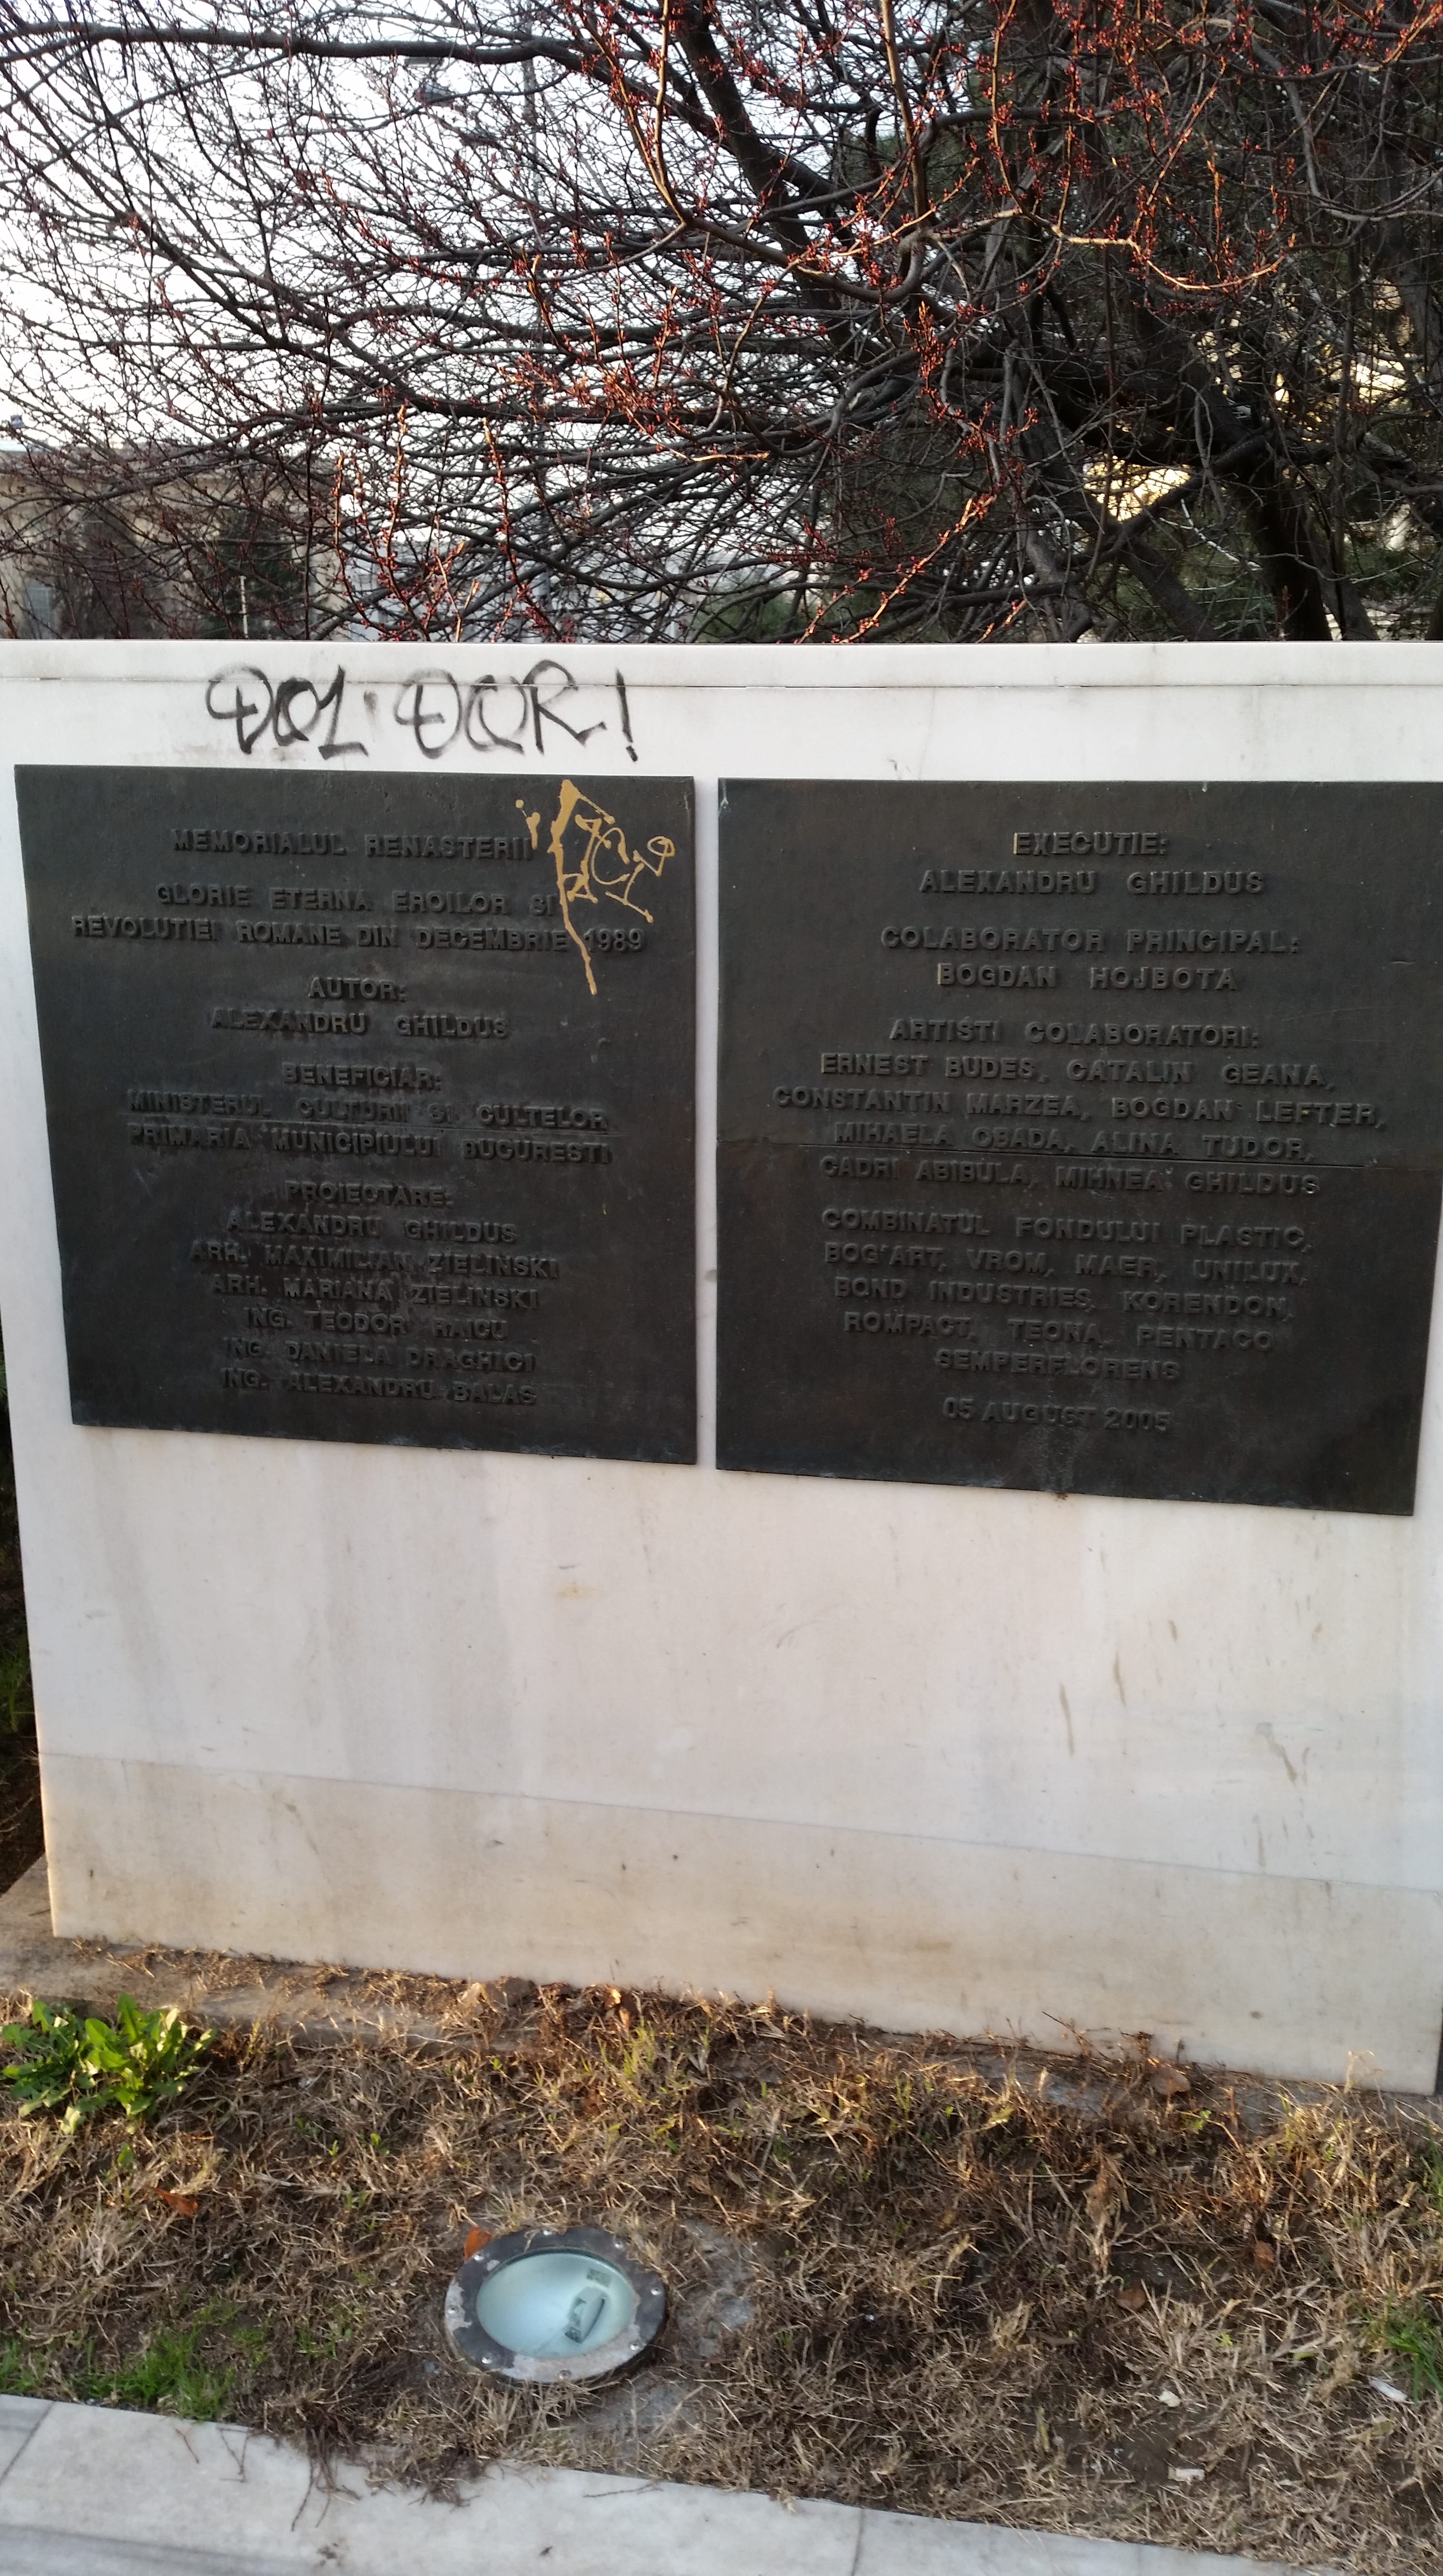 MEMORIALUL RENASTERII
GLORIE ETERNA EROILOR SI
REVOLUTIEI ROMANE DIN DECEMBRIE 1989
AUTOR:
ALEXANDRU GHILDUS
BENEFICIAR:
MINISTERUL CULTURII SI CULTELOR
PRIMARIA MUNICIPIULUI BUCURESTI
PROIECTARE:
ALEXANDRU GHILDUS
ARH. MAXIMILIAN ZIELINSKI
ARH. MARIANA ZIELINSKI
ING. TEODOR RAICU
ING. DANIELA DRAGHICI
ING. ALEXANDRU BALAS
EXECUTIE:
ALEXANDRU GHILDUS
COLABORATOR PRINCIPAL:
BOGDAN HOJBOTA
ARTISTI COLABORATORI:
ERNEST BUDES, CATALIN GEANA,
CONSTANTIN MARZEA, BOGDAN LEFTER,
MIHAELA OBADA, ALINA TUDOR,
CADRI ABIBULA, MIHNEA GHILDUS
COMBINATUL FONDULUI PLASTIC,
BOG'ART, VROM, MAER, UNILUX,
BOND INDUSTRIES, KORENDON,
ROMPACT, TEONA, PENTACO
SEMPERFLORENS
05 AUGUST 2005